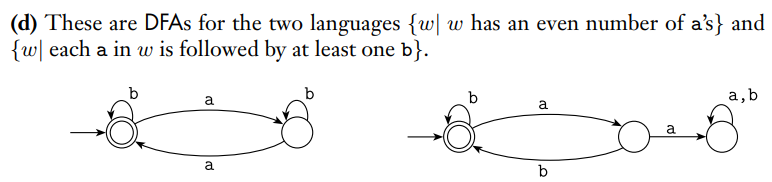 (d) These are DFAs for the two languages {w| w has an even number of a's} and
{w| each a in w is followed by at least one b}.
b a b b a a,b
a
a b